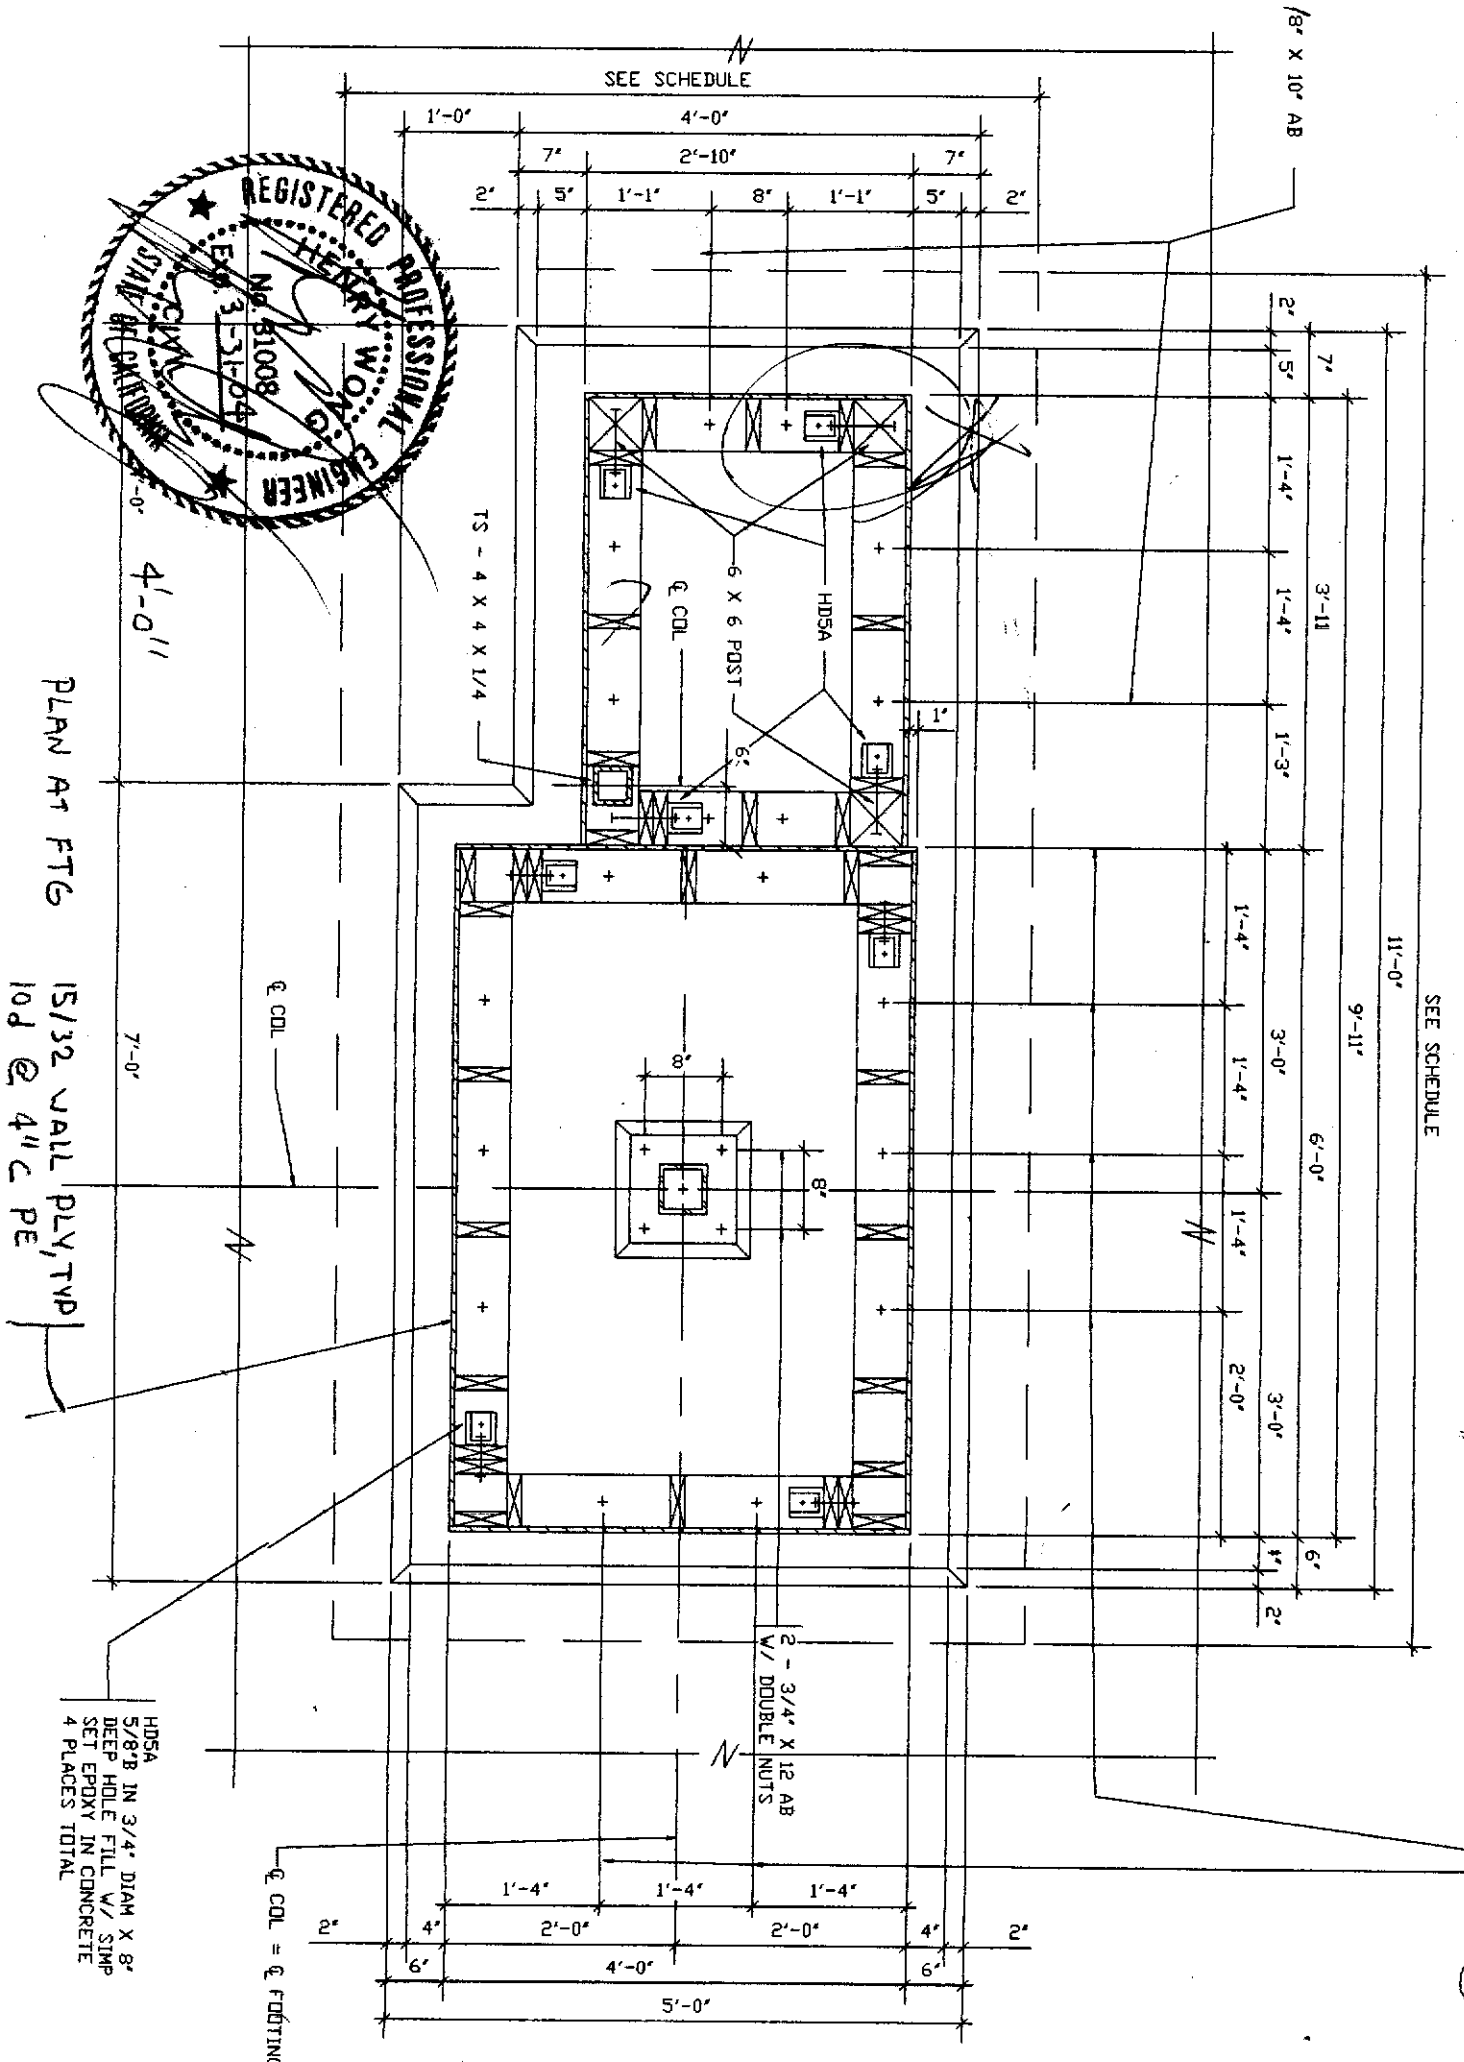 /8" X 10" AB
SEE SCHEDULE
1'-0"
4'-0"
7"
2'-10"
7"
2"
5"
1'-1"
8"
1'-1"
5"
2"
REGISTERED PROFESSIONAL ENGINEER
HENRY WONG
Exp. 3-31-04
CIVIL
STATE OF CALIFORNIA
SEE SCHEDULE
11'-0"
9'-11"
7"
3'-11
6'-0"
6"
2"
5"
1'-4"
1'-4"
1'-3"
3'-0"
3'-0"
2"
1'-4"
1'-4"
1'-4"
2'-0"
1"
6"
HD5A
6 X 6 POST
℄ COL
TS - 4 X 4 X 1/4
4'-0"
7'-0"
℄ COL
8"
8"
PLAN AT FTG
15/32 WALL PLY, TYP
10d @ 4" C PE
2 - 3/4" X 12 AB
W/ DOUBLE NUTS
HD5A
5/8"B IN 3/4" DIAM X 8"
DEEP HOLE FILL W/ SIMP
SET EPOXY IN CONCRETE
4 PLACES TOTAL
℄ COL = ℄ FOOTING
1'-4"
1'-4"
1'-4"
2"
4"
2'-0"
2'-0"
4"
2"
6"
4'-0"
6"
5'-0"